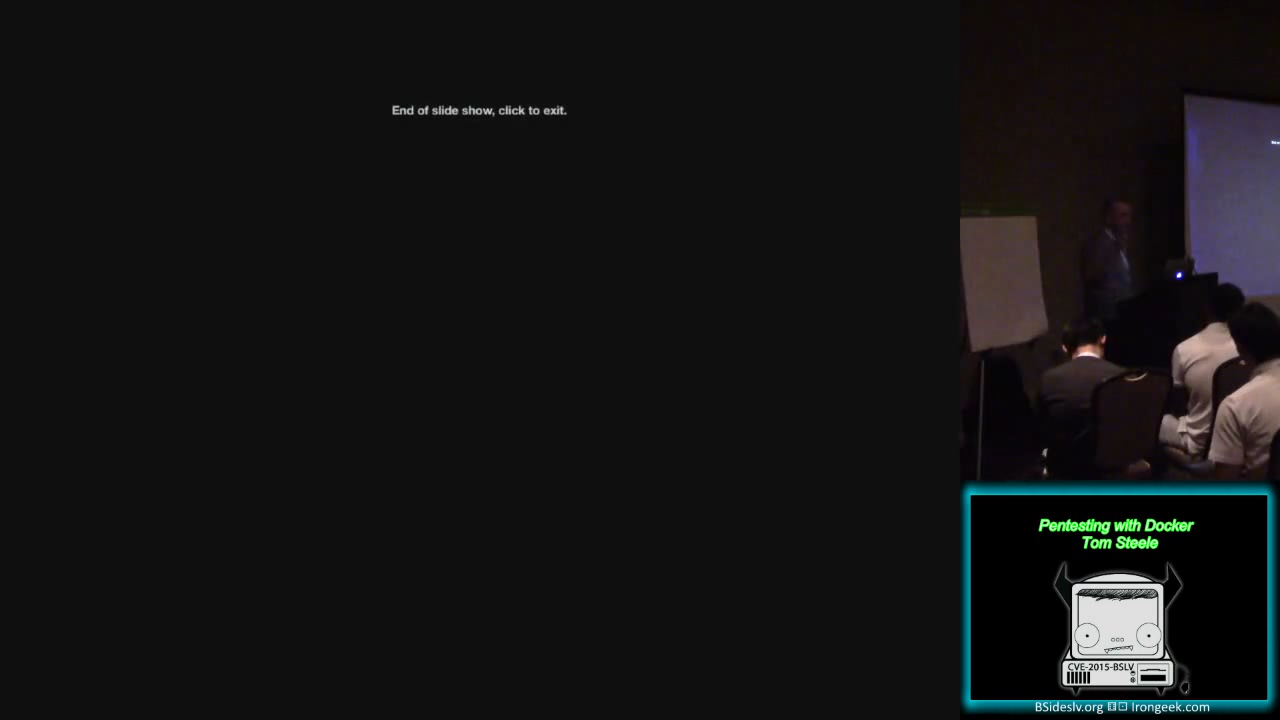 End of slide show, click to exit.
Pentesting with Docker
Tom Steele
CVE-2015-BSLV
BSideslv.org ⚅⚀ Irongeek.com